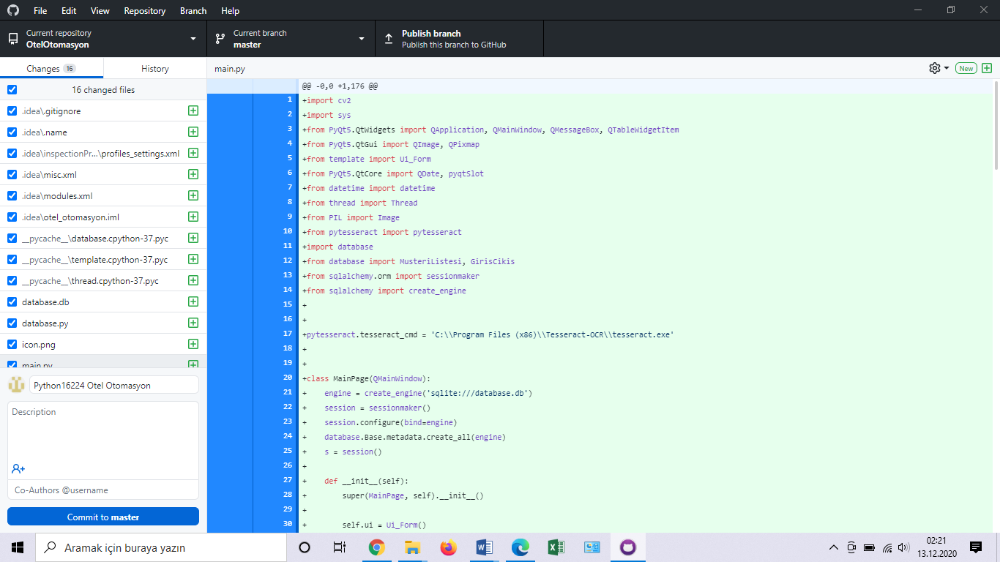 File Edit View Repository Branch Help
Current repository
OtelOtomasyon
Current branch
master
Publish branch
Publish this branch to GitHub
Changes 16
History
16 changed files
.idea\.gitignore
.idea\.name
.idea\inspectionPr...\profiles_settings.xml
.idea\misc.xml
.idea\modules.xml
.idea\otel_otomasyon.iml
__pycache__\database.cpython-37.pyc
__pycache__\template.cpython-37.pyc
__pycache__\thread.cpython-37.pyc
database.db
database.py
icon.png
main.py
Python16224 Otel Otomasyon
Description
Co-Authors @username
Commit to master
main.py
New
@@ -0,0 +1,176 @@
1 +import cv2
2 +import sys
3 +from PyQt5.QtWidgets import QApplication, QMainWindow, QMessageBox, QTableWidgetItem
4 +from PyQt5.QtGui import QImage, QPixmap
5 +from template import Ui_Form
6 +from PyQt5.QtCore import QDate, pyqtSlot
7 +from datetime import datetime
8 +from thread import Thread
9 +from PIL import Image
10 +from pytesseract import pytesseract
11 +import database
12 +from database import MusteriListesi, GirisCikis
13 +from sqlalchemy.orm import sessionmaker
14 +from sqlalchemy import create_engine
15 +
16 +
17 +pytesseract.tesseract_cmd = 'C:\\Program Files (x86)\\Tesseract-OCR\\tesseract.exe'
18 +
19 +
20 +class MainPage(QMainWindow):
21 +    engine = create_engine('sqlite:///database.db')
22 +    session = sessionmaker()
23 +    session.configure(bind=engine)
24 +    database.Base.metadata.create_all(engine)
25 +    s = session()
26 +
27 +    def __init__(self):
28 +        super(MainPage, self).__init__()
29 +
30 +        self.ui = Ui_Form()
Aramak için buraya yazın
02:21
13.12.2020